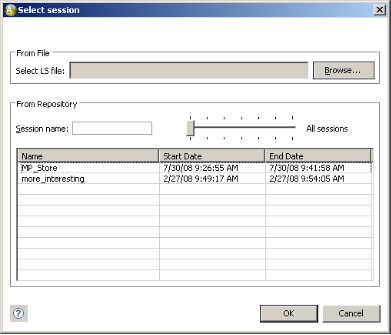 Select session
From File
Select LS file:
Browse...
From Repository
Session name:
All sessions
Name Start Date End Date
MP_Store 7/30/08 9:26:55 AM 7/30/08 9:41:58 AM
more_interesting 2/27/08 9:49:17 AM 2/27/08 9:54:05 AM
?
OK
Cancel